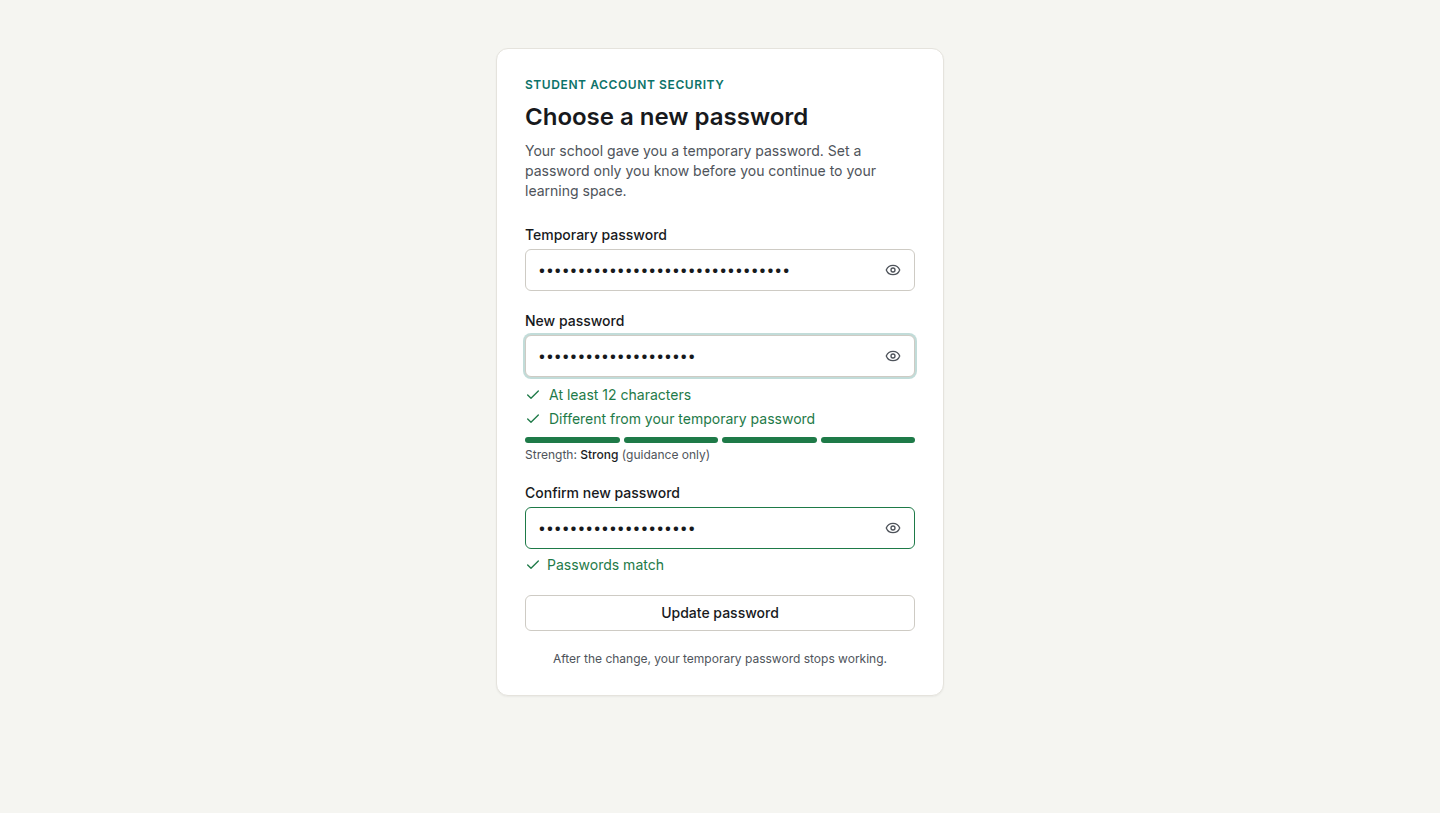 STUDENT ACCOUNT SECURITY
Choose a new password
Your school gave you a temporary password. Set a
password only you know before you continue to your
learning space.
Temporary password
••••••••••••••••••••••••••••••••
New password
••••••••••••••••••••
At least 12 characters
Different from your temporary password
Strength: Strong (guidance only)
Confirm new password
••••••••••••••••••••
Passwords match
Update password
After the change, your temporary password stops working.